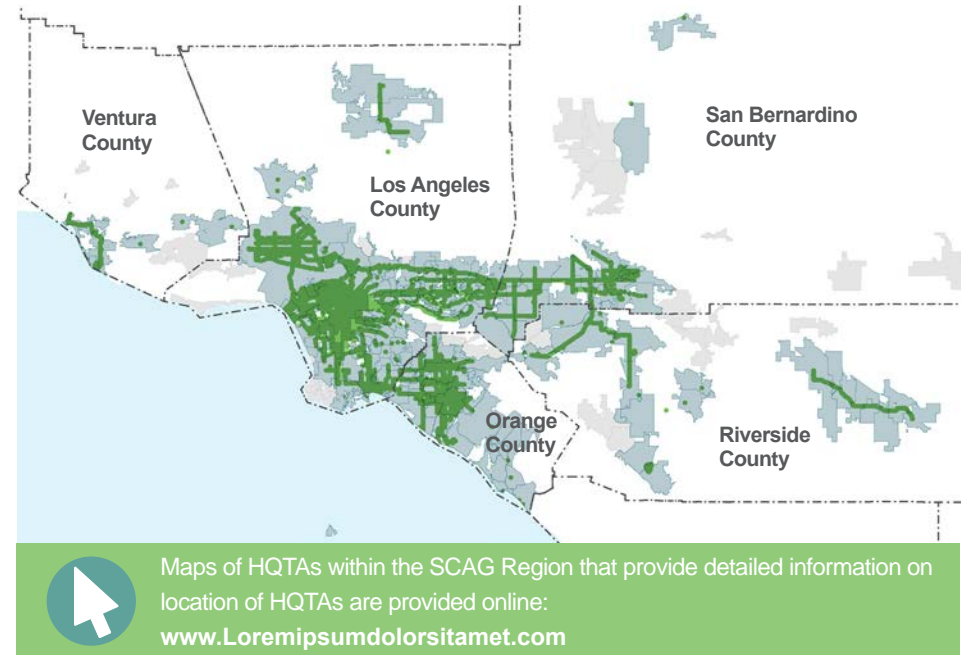 Ventura
County
San Bernardino
County
Los Angeles
County
Orange
County
Riverside
County
Maps of HQTAs within the SCAG Region that provide detailed information on
location of HQTAs are provided online:
www.Loremipsumdolorsitamet.com